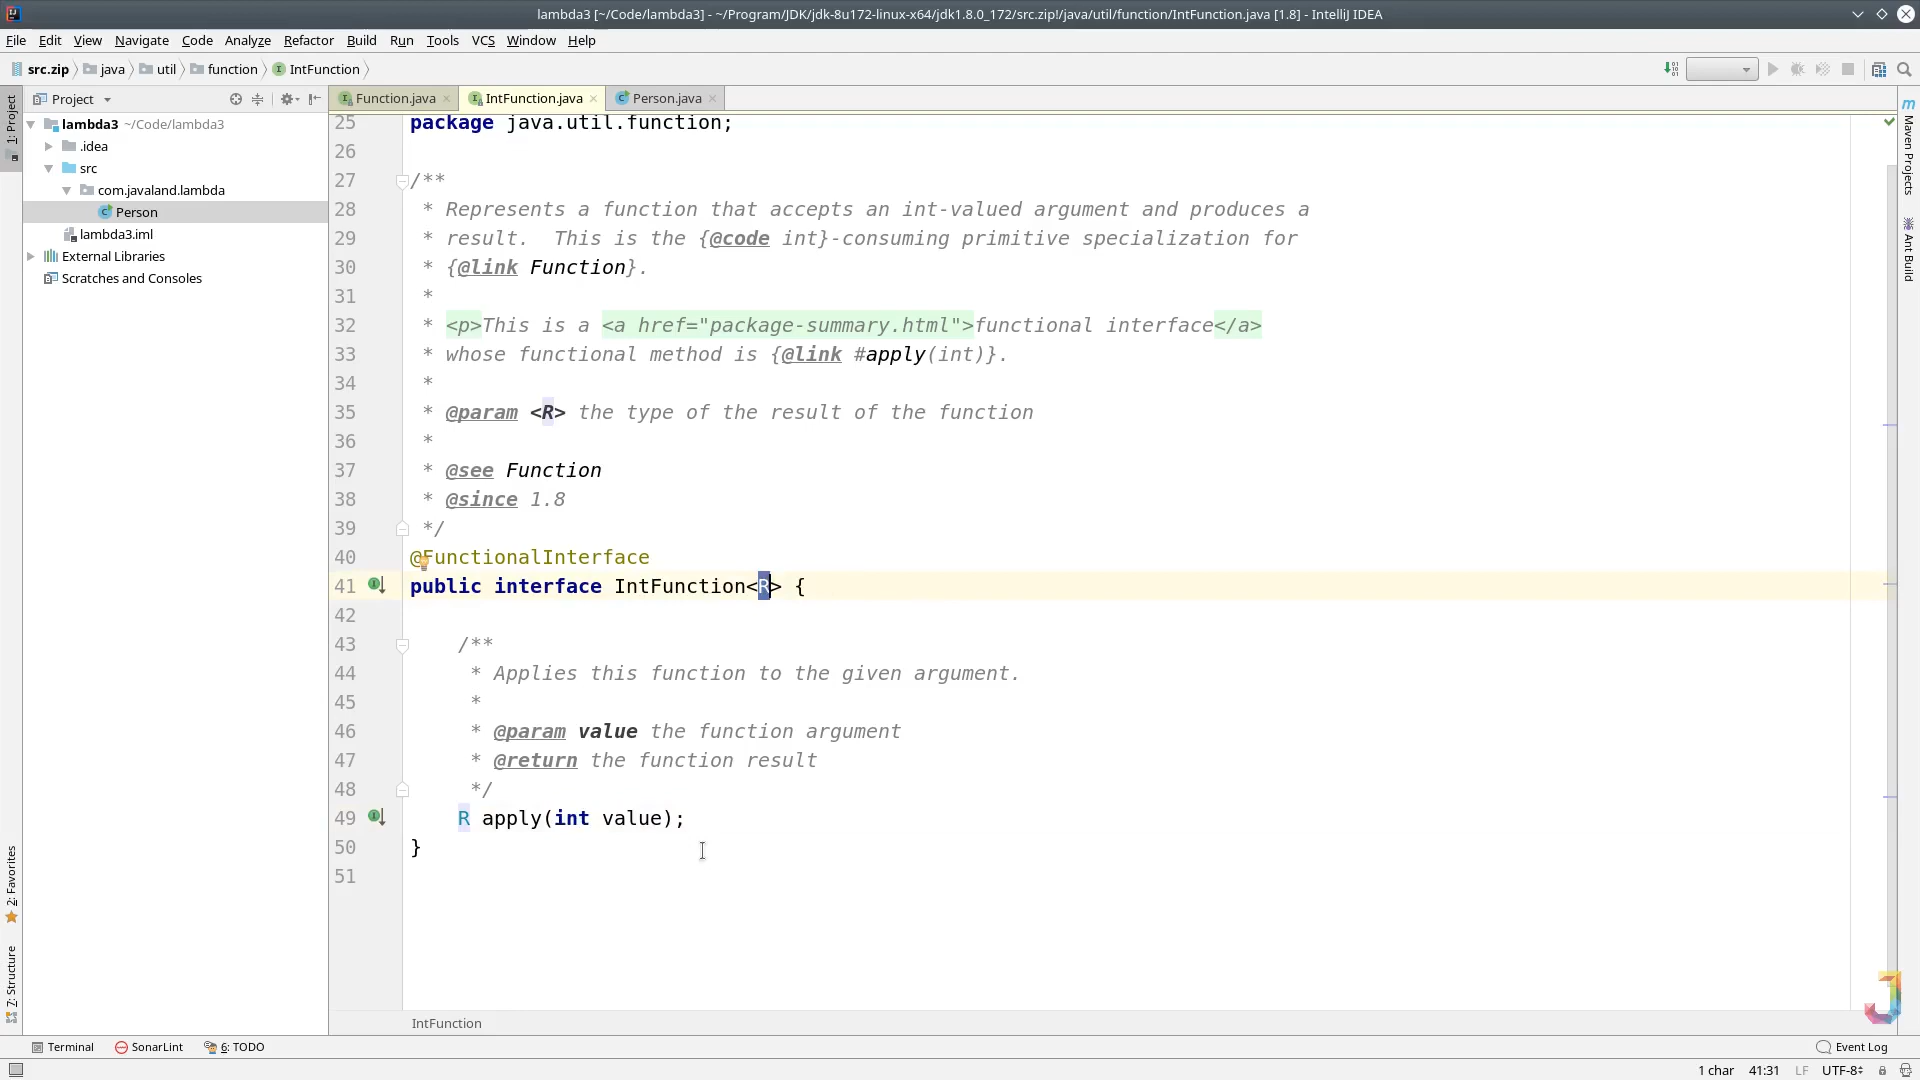 lambda3 [~/Code/lambda3] - ~/Program/JDK/jdk-8u172-linux-x64/jdk1.8.0_172/src.zip!/java/util/function/IntFunction.java [1.8] - IntelliJ IDEA
File Edit View Navigate Code Analyze Refactor Build Run Tools VCS Window Help
src.zip java util function IntFunction
Project
Function.java IntFunction.java Person.java
1: Project
lambda3 ~/Code/lambda3
.idea
src
com.javaland.lambda
Person
lambda3.iml
External Libraries
Scratches and Consoles
2: Favorites
7: Structure
25 package java.util.function;
26
27 /**
28 * Represents a function that accepts an int-valued argument and produces a
29 * result.  This is the {@code int}-consuming primitive specialization for
30 * {@link Function}.
31 *
32 * <p>This is a <a href="package-summary.html">functional interface</a>
33 * whose functional method is {@link #apply(int)}.
34 *
35 * @param <R> the type of the result of the function
36 *
37 * @see Function
38 * @since 1.8
39 */
40 @FunctionalInterface
41 public interface IntFunction<R> {
42
43 /**
44 * Applies this function to the given argument.
45 *
46 * @param value the function argument
47 * @return the function result
48 */
49 R apply(int value);
50 }
51
Maven Projects
Ant Build
IntFunction
Terminal SonarLint 6: TODO Event Log
1 char 41:31 LF UTF-8